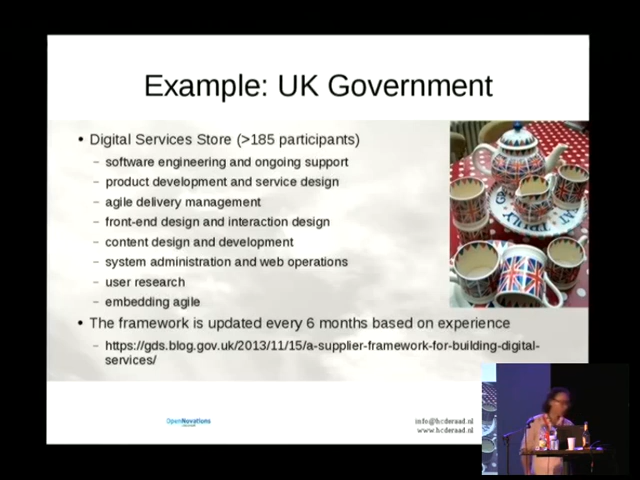 Example: UK Government
• Digital Services Store (>185 participants)
– software engineering and ongoing support
– product development and service design
– agile delivery management
– front-end design and interaction design
– content design and development
– system administration and web operations
– user research
– embedding agile
• The framework is updated every 6 months based on experience
– https://gds.blog.gov.uk/2013/11/15/a-supplier-framework-for-building-digital-
services/
OpenNovations
info@hcderaad.nl
www.hcderaad.nl